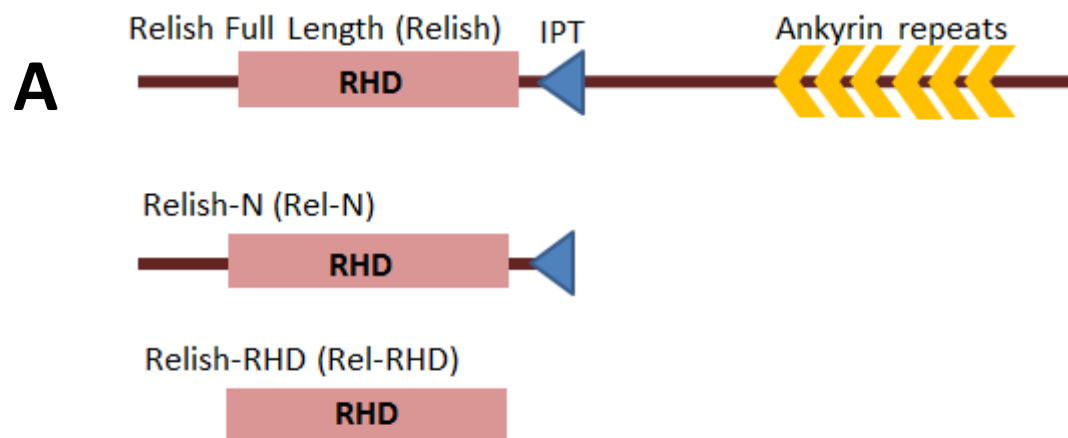 Relish Full Length (Relish) IPT Ankyrin repeats
A
RHD
Relish-N (Rel-N)
RHD
Relish-RHD (Rel-RHD)
RHD